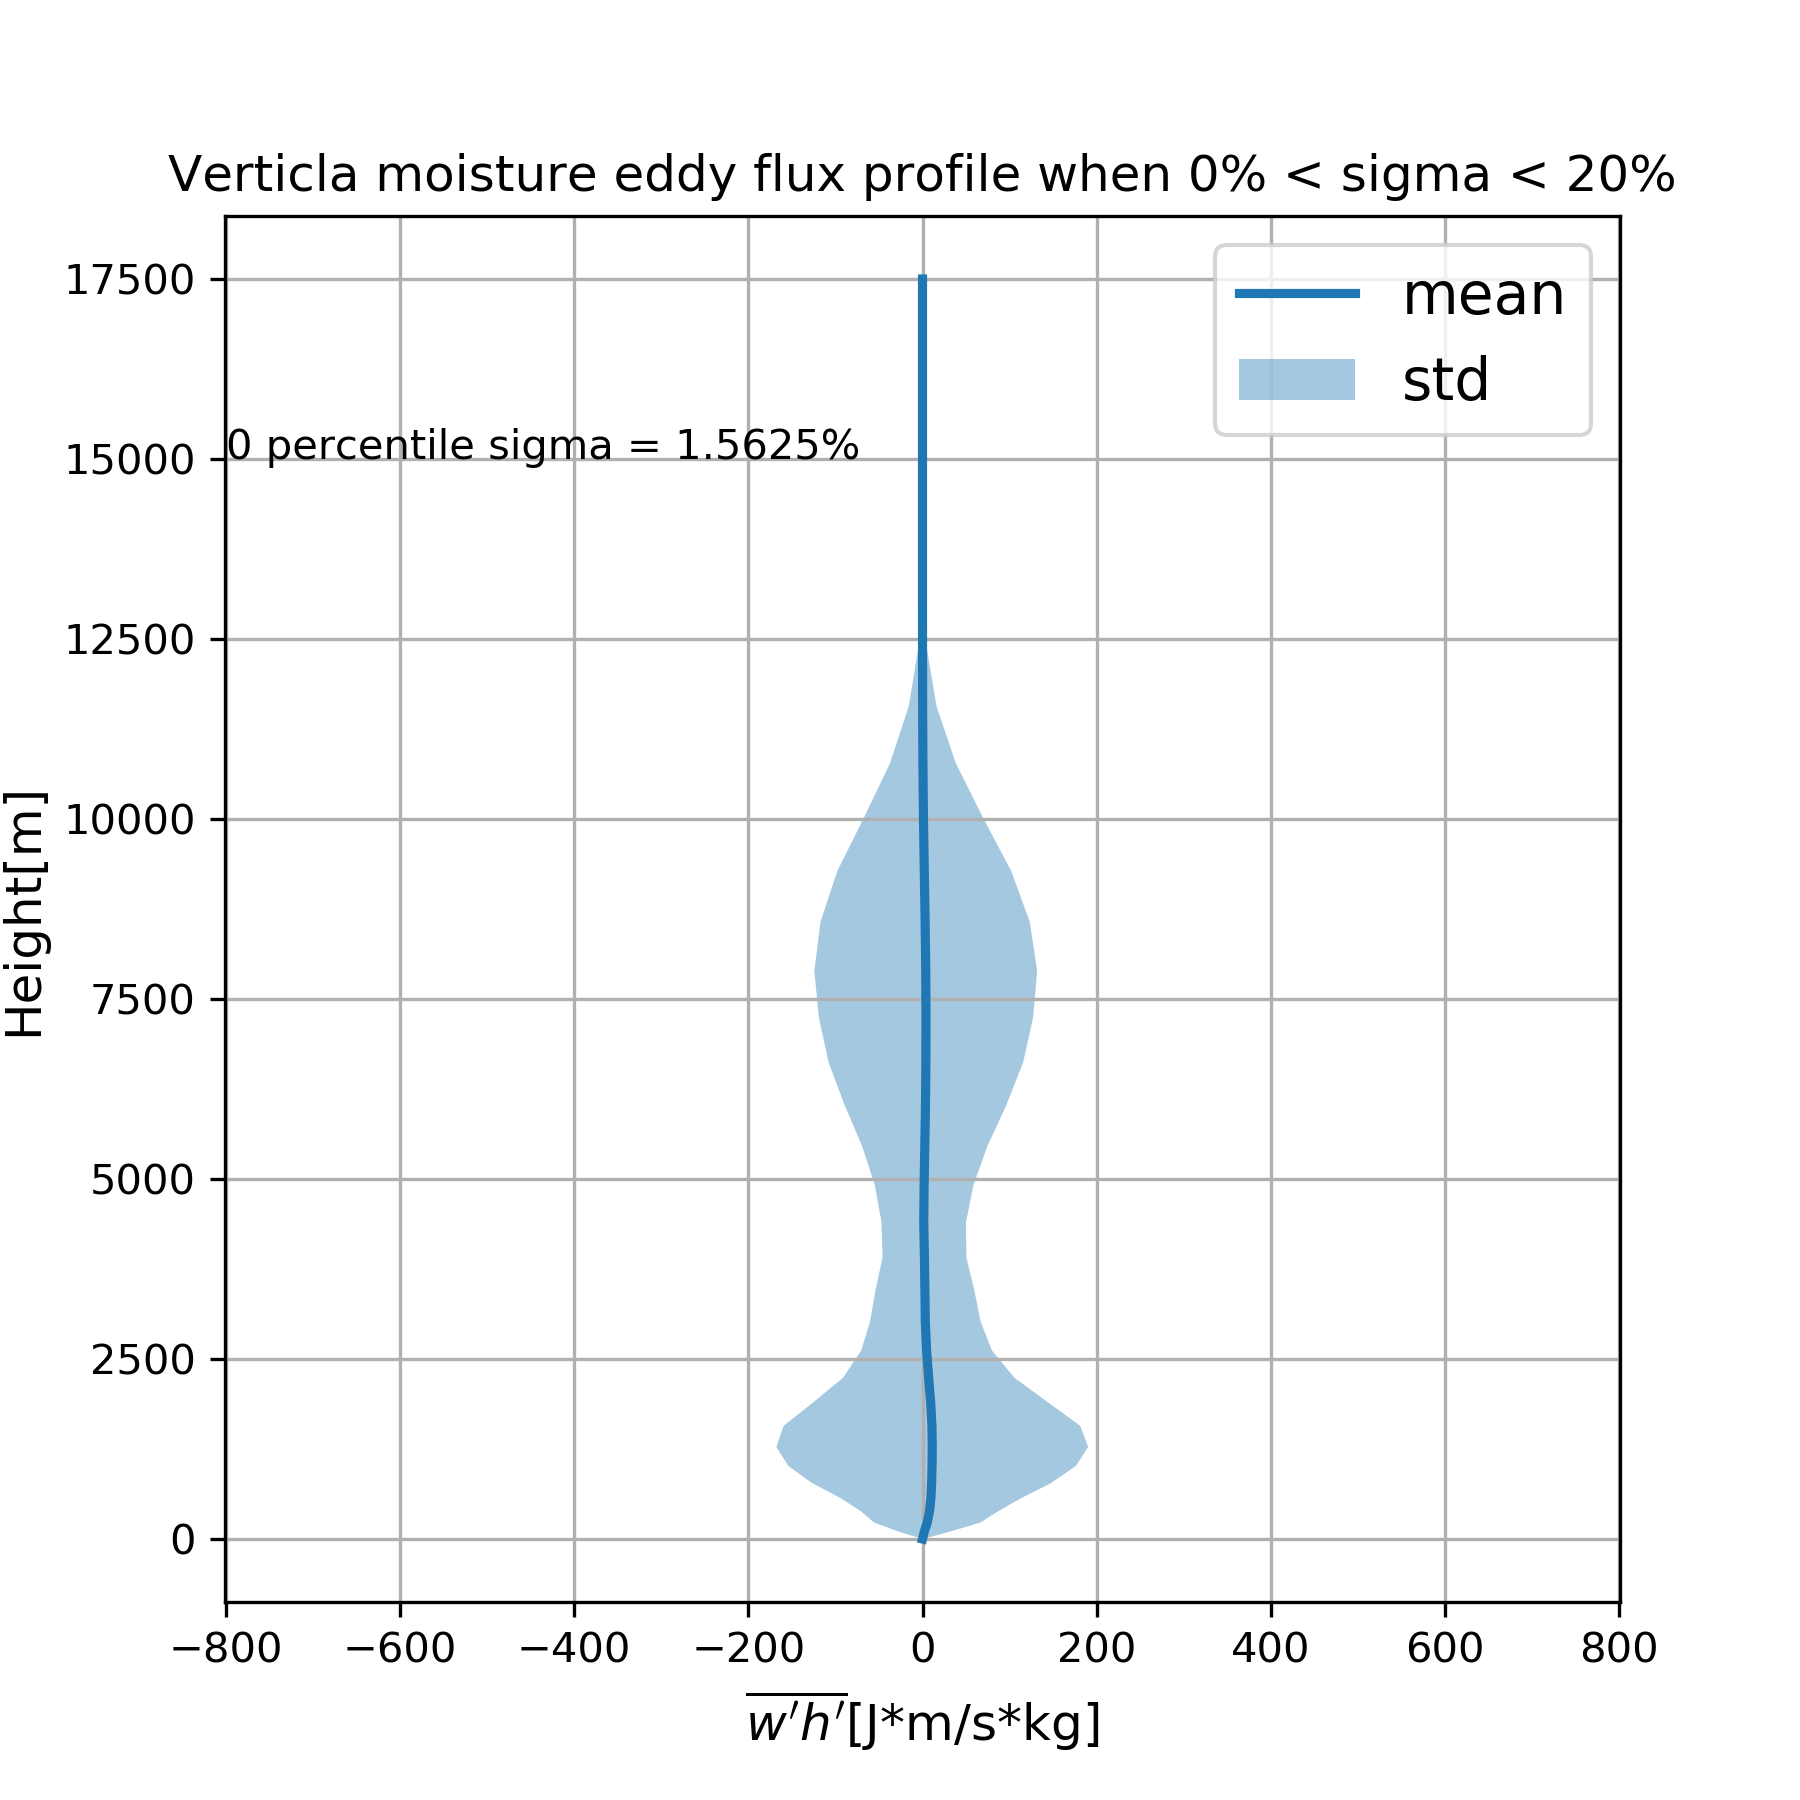 Verticla moisture eddy flux profile when 0% < sigma < 20%
mean
std
0 percentile sigma = 1.5625%
17500
15000
12500
10000
7500
5000
2500
0
Height[m]
−800 −600 −400 −200 0 200 400 600 800
w′h′[J*m/s*kg]